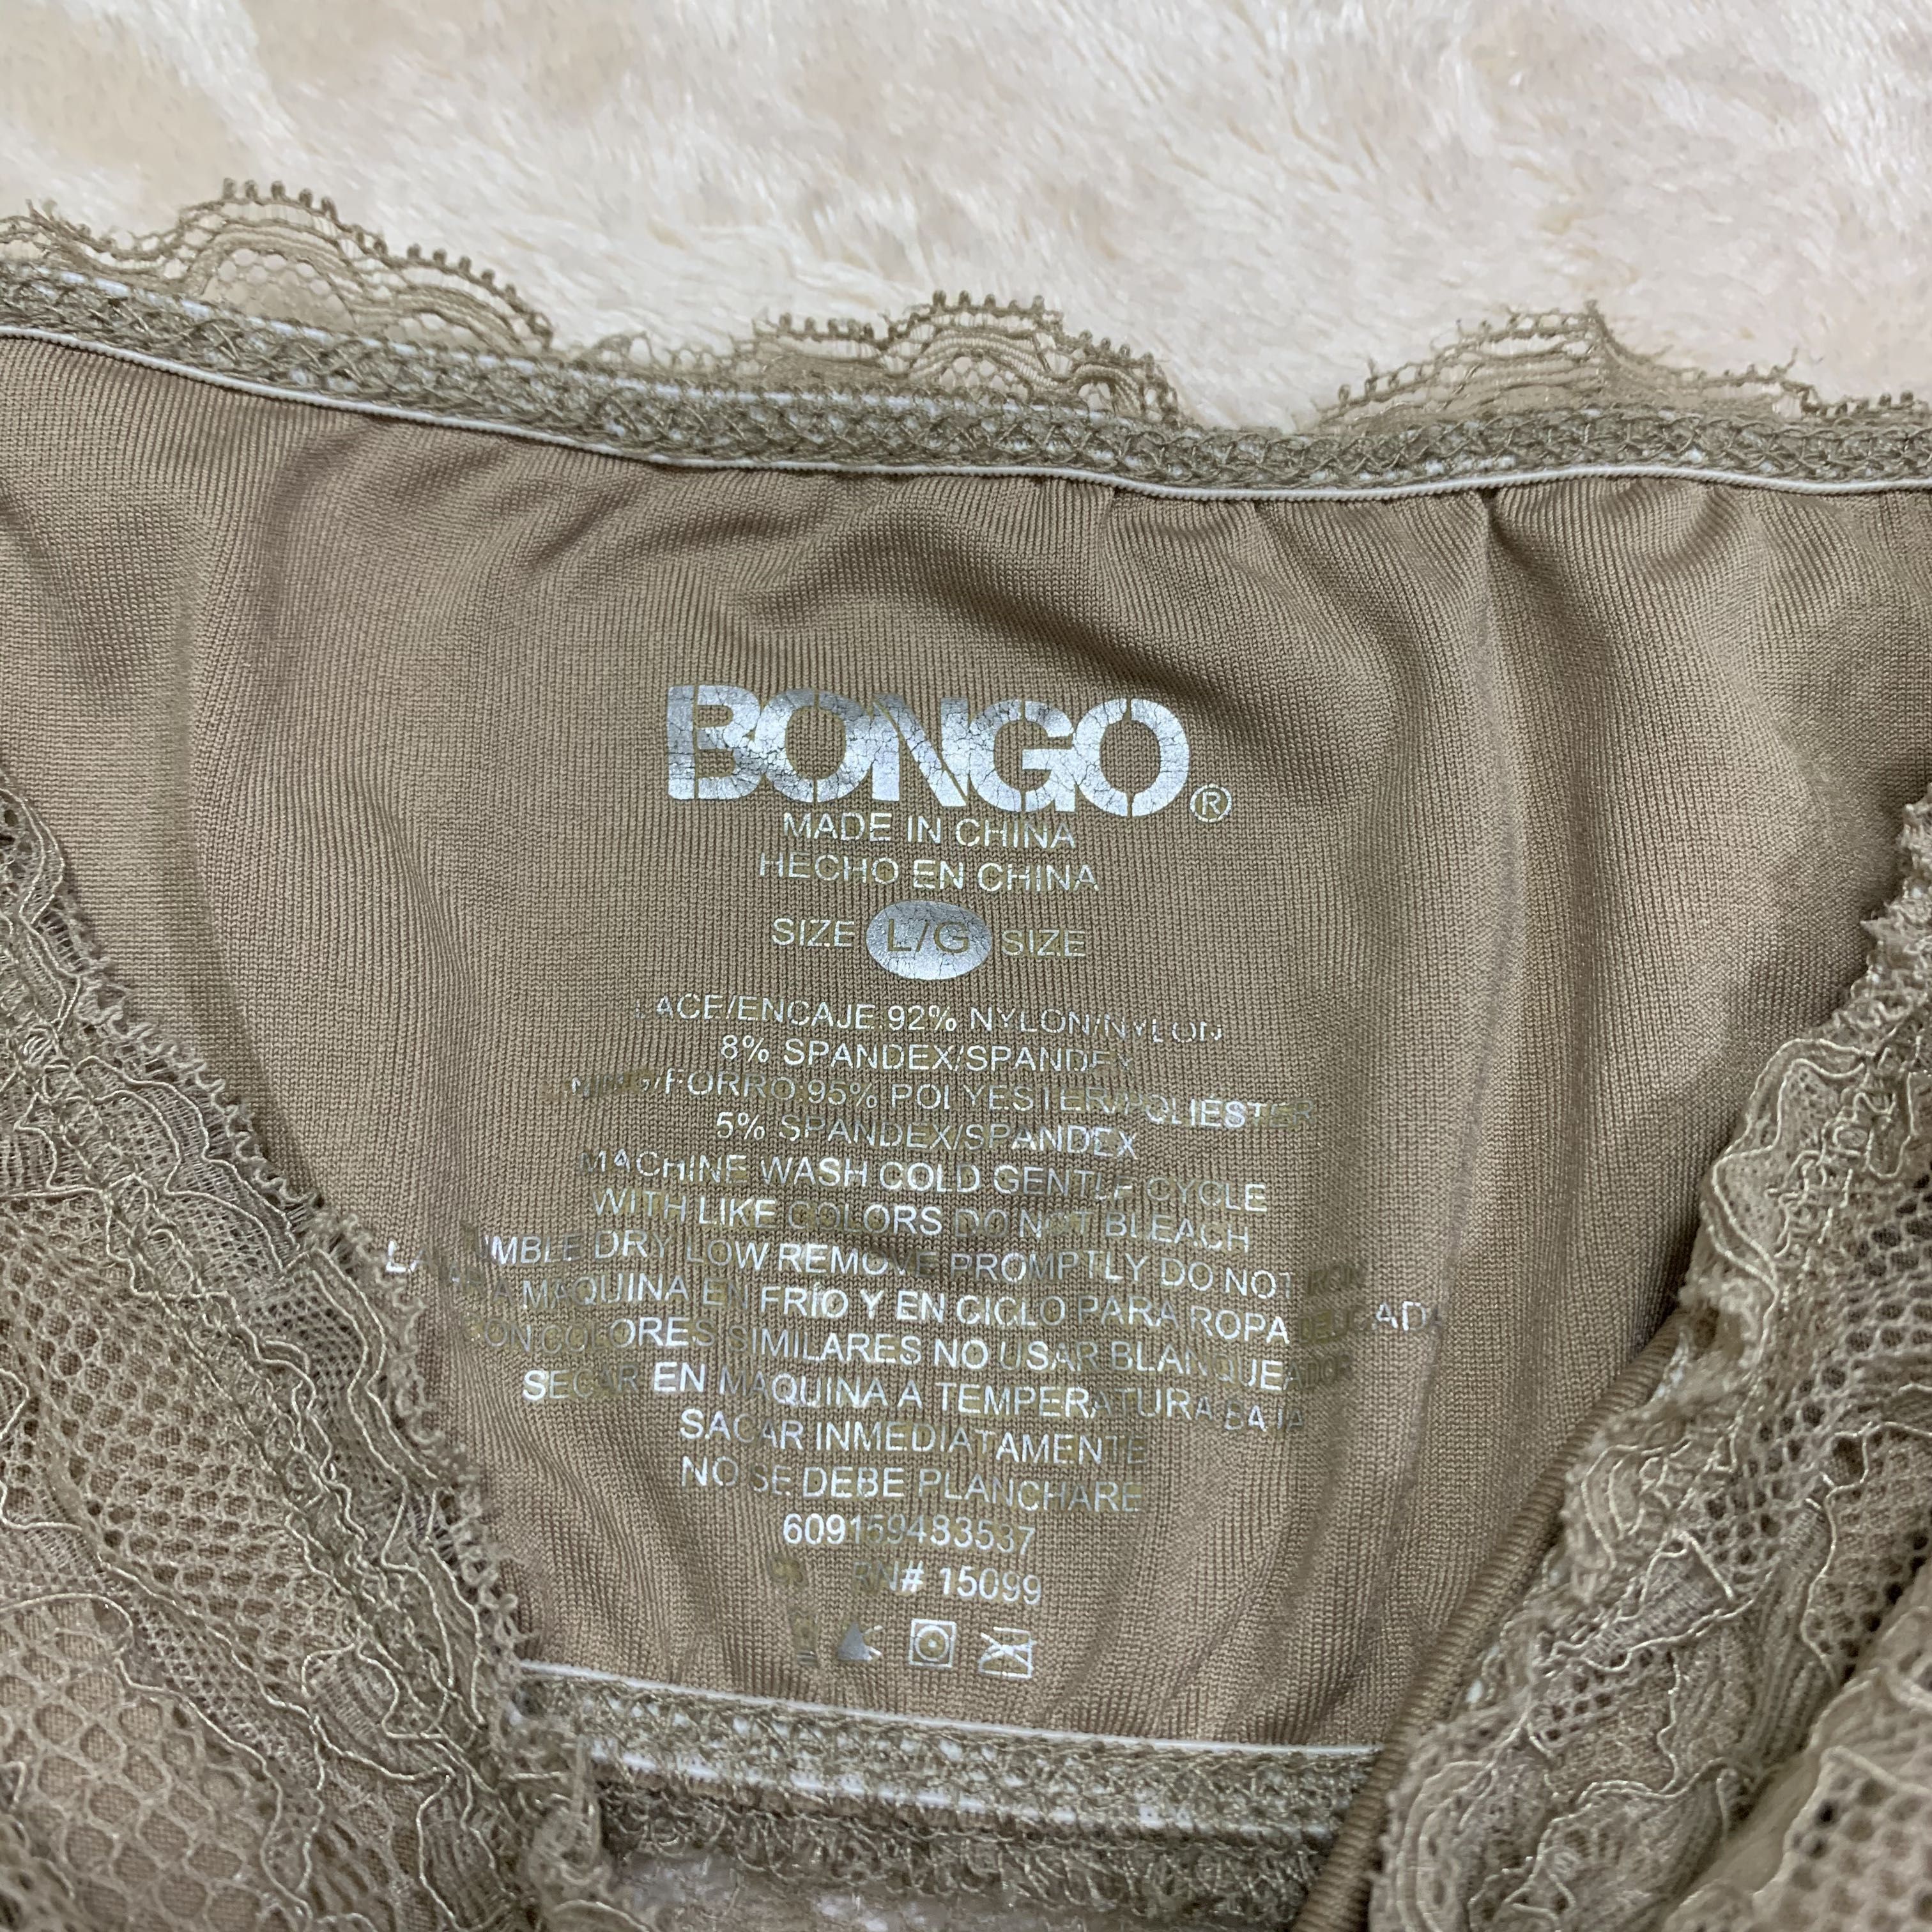 BONGO®
MADE IN CHINA
HECHO EN CHINA
SIZE L/G SIZE
LACE/ENCAJE:92% NYLON/NYLON
8% SPANDEX/SPANDEX
LINING/FORRO:95% POLYESTER/POLIESTER
5% SPANDEX/SPANDEX
MACHINE WASH COLD GENTLE CYCLE
WITH LIKE COLORS DO NOT BLEACH
TUMBLE DRY LOW REMOVE PROMPTLY DO NOT IRON
LAVAR A MAQUINA EN FRÍO Y EN CICLO PARA ROPA DELICADA
CON COLORES SIMILARES NO USAR BLANQUEADOR
SECAR EN MAQUINA A TEMPERATURA BAJA
SACAR INMEDIATAMENTE
NO SE DEBE PLANCHARE
609159483537
RN# 15099